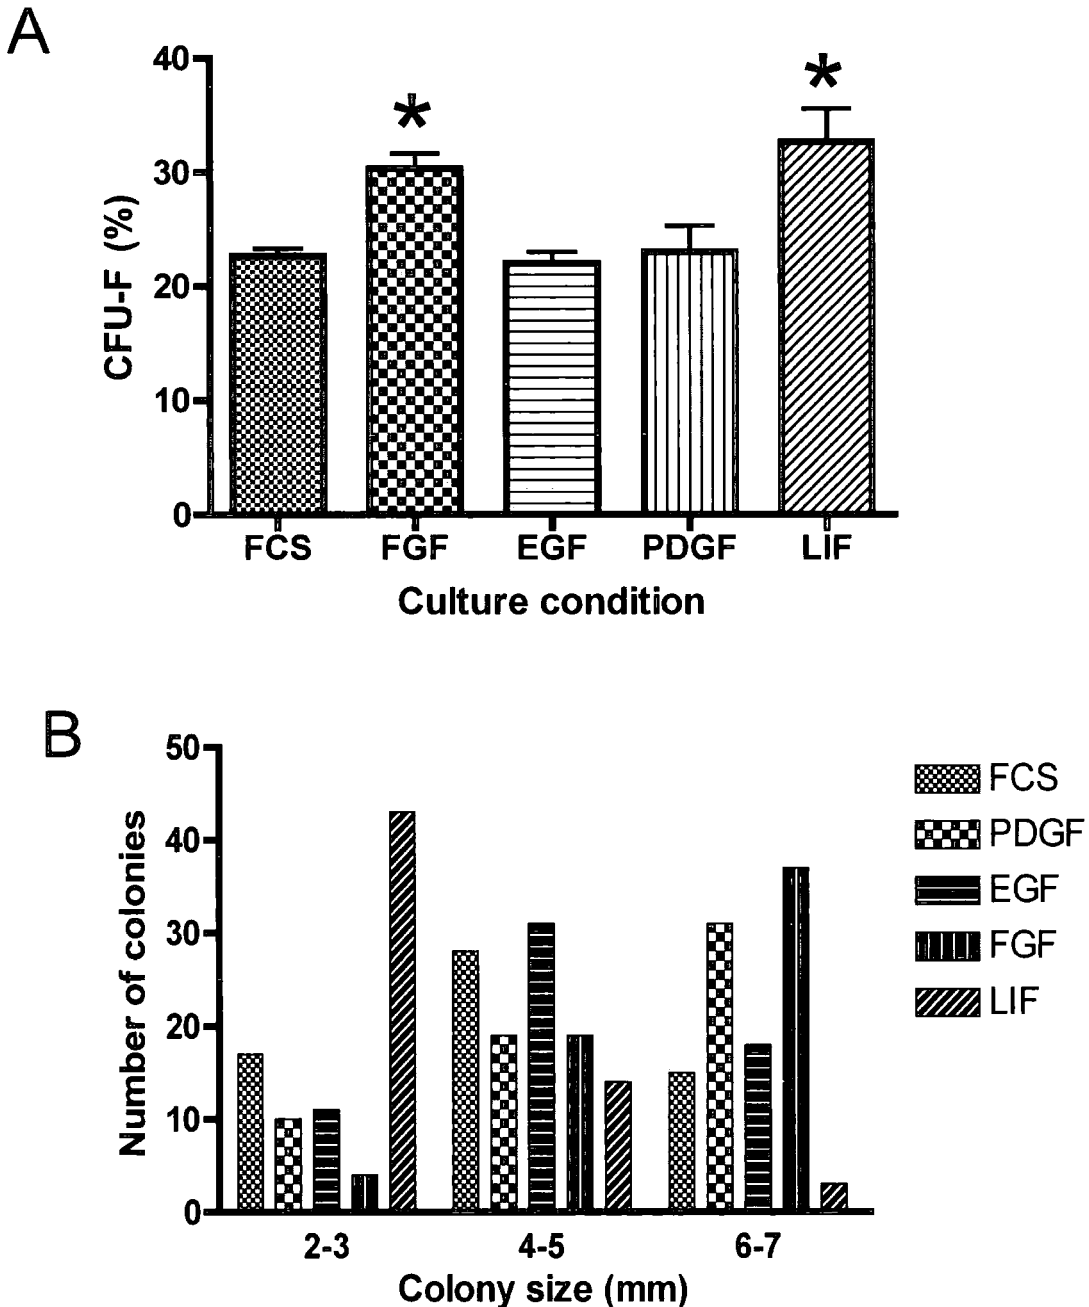 A
40
30
20
10
0
CFU-F (%)
*
*
FCS FGF EGF PDGF LIF
Culture condition
B
50
40
30
20
10
0
Number of colonies
2-3 4-5 6-7
Colony size (mm)
FCS
PDGF
EGF
FGF
LIF